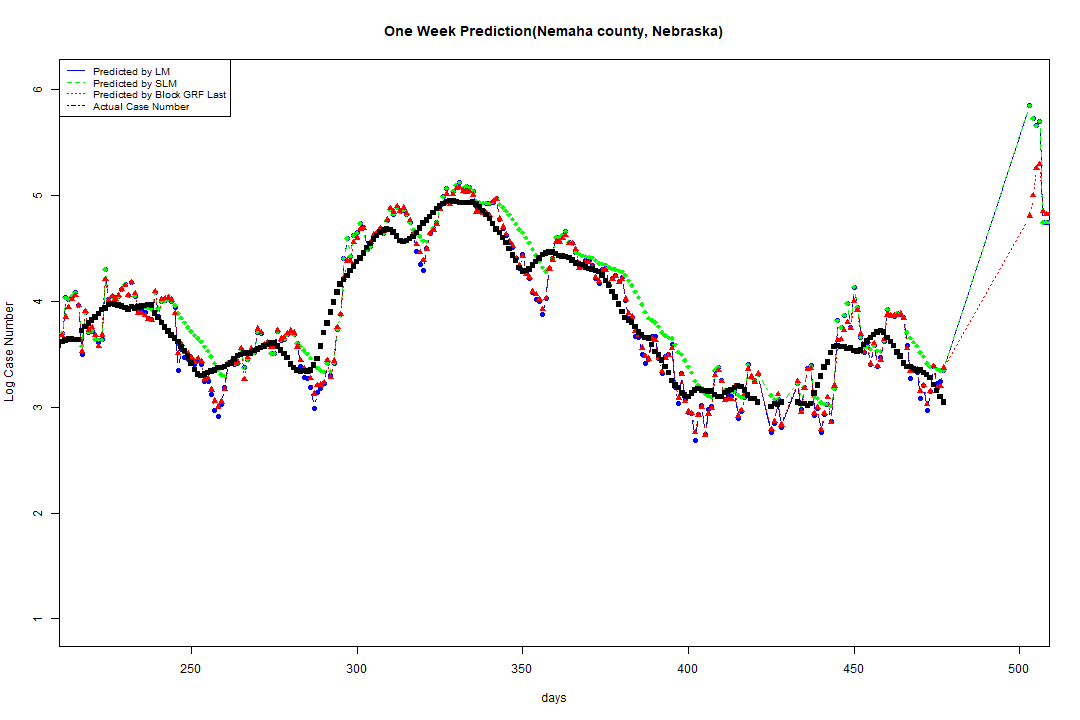 One Week Prediction(Nemaha county, Nebraska)
Predicted by LM
Predicted by SLM
Predicted by Block GRF Last
Actual Case Number
6
5
4
3
2
1
Log Case Number
250 300 350 400 450 500
days